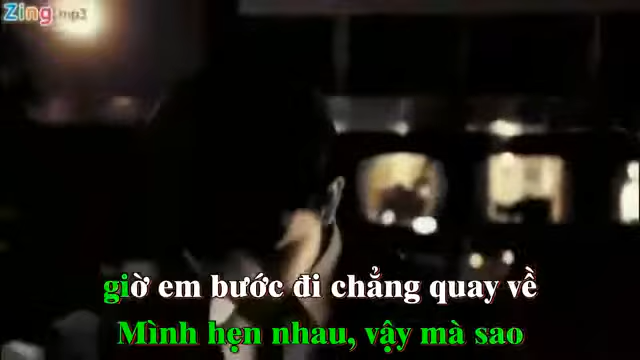 Zing mp3
giờ em bước đi chẳng quay về
Mình hẹn nhau, vậy mà sao